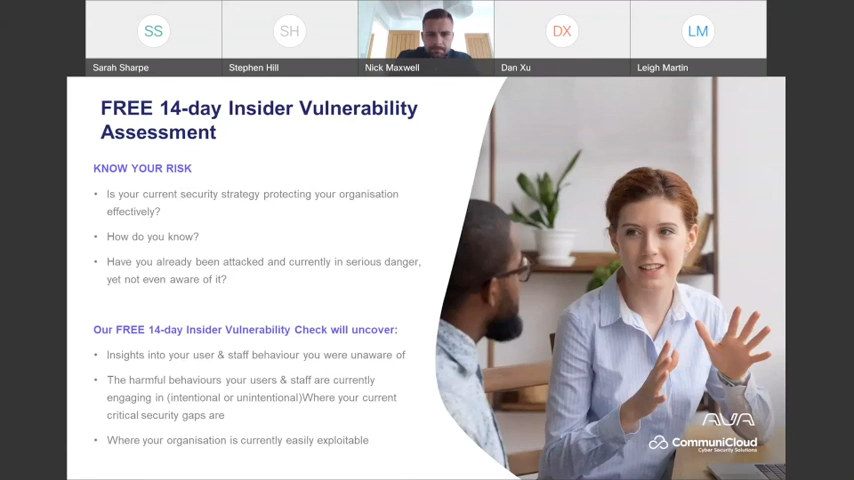 SS
SH
DX
LM
Sarah Sharpe
Stephen Hill
Nick Maxwell
Dan Xu
Leigh Martin
FREE 14-day Insider Vulnerability
Assessment
KNOW YOUR RISK
• Is your current security strategy protecting your organisation
effectively?
• How do you know?
• Have you already been attacked and currently in serious danger,
yet not even aware of it?
Our FREE 14-day Insider Vulnerability Check will uncover:
• Insights into your user & staff behaviour you were unaware of
• The harmful behaviours your users & staff are currently
engaging in (intentional or unintentional)Where your current
critical security gaps are
• Where your organisation is currently easily exploitable
AVA
CommuniCloud
Cyber Security Solutions